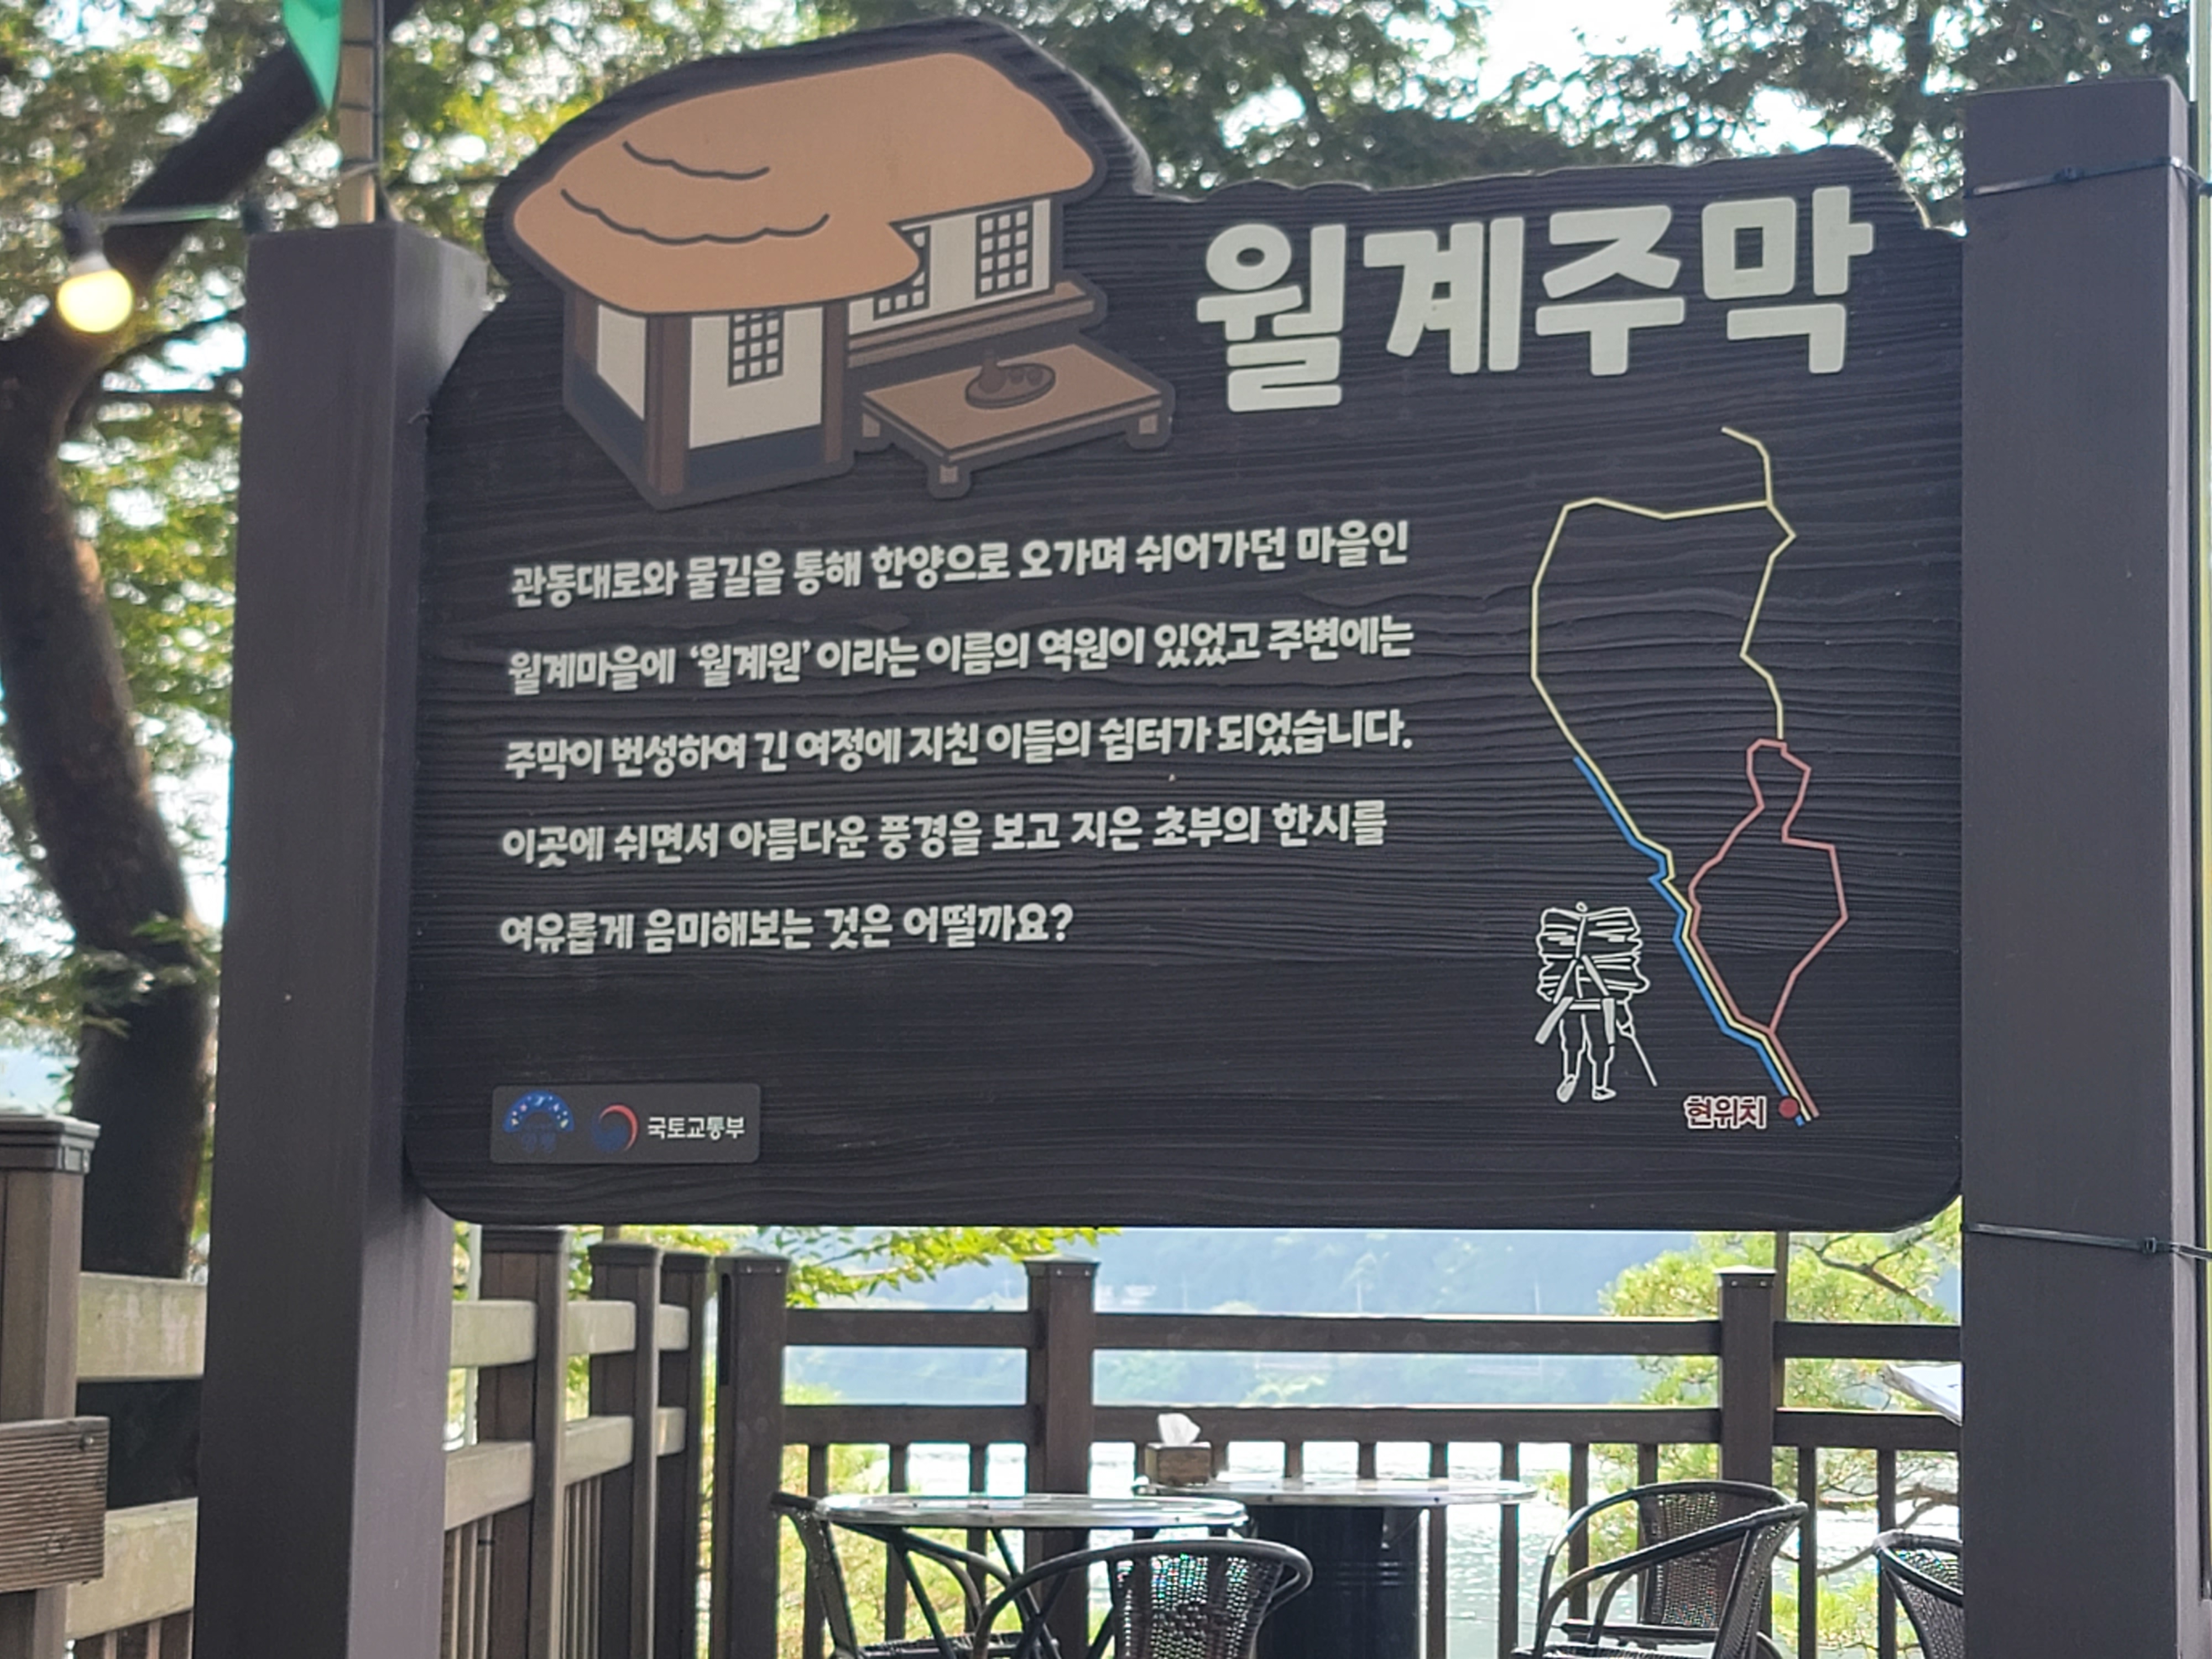 월계주막
관동대로와 물길을 통해 한양으로 오가며 쉬어가던 마을인
월계마을에 ‘월계원’이라는 이름의 역원이 있었고 주변에는
주막이 번성하여 긴 여정에 지친 이들의 쉼터가 되었습니다.
이곳에 쉬면서 아름다운 풍경을 보고 지은 초부의 한시를
여유롭게 음미해보는 것은 어떨까요?
현위치
국토교통부